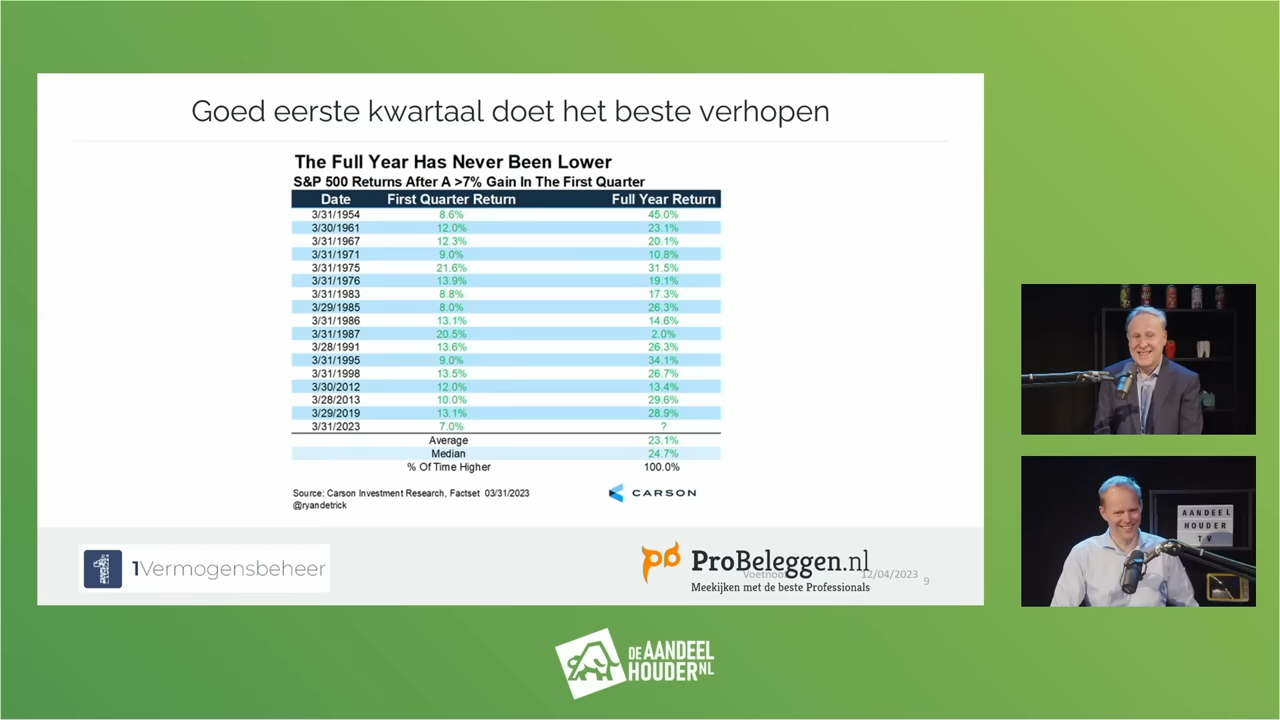 Goed eerste kwartaal doet het beste verhopen
The Full Year Has Never Been Lower
S&P 500 Returns After A >7% Gain In The First Quarter
Date First Quarter Return Full Year Return
3/31/1954 8.6% 45.0%
3/30/1961 12.0% 23.1%
3/31/1967 12.3% 20.1%
3/31/1971 9.0% 10.8%
3/31/1975 21.6% 31.5%
3/31/1976 13.9% 19.1%
3/31/1983 8.8% 17.3%
3/29/1985 8.0% 26.3%
3/31/1986 13.1% 14.6%
3/31/1987 20.5% 2.0%
3/28/1991 13.6% 26.3%
3/31/1995 9.0% 34.1%
3/31/1998 13.5% 26.7%
3/30/2012 12.0% 13.4%
3/28/2013 10.0% 29.6%
3/29/2019 13.1% 28.9%
3/31/2023 7.0% ?
Average 23.1%
Median 24.7%
% Of Time Higher 100.0%
Source: Carson Investment Research, Factset 03/31/2023
@ryandetrick
CARSON
1Vermogensbeheer
ProBeleggen.nl
12/04/2023
9
Meekijken met de beste Professionals
AANDEEL
HOUDER
TV
DE AANDEEL
HOUDER NL